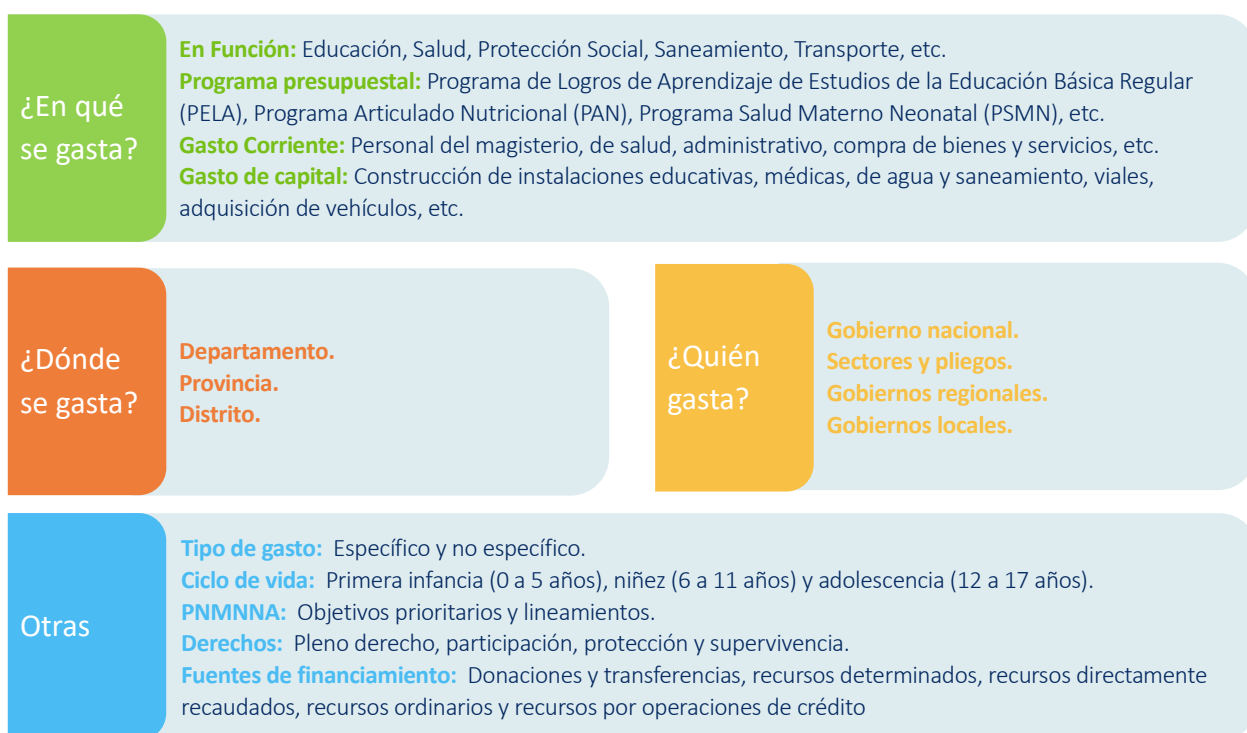 ¿En qué
se gasta?
En Función: Educación, Salud, Protección Social, Saneamiento, Transporte, etc.
Programa presupuestal: Programa de Logros de Aprendizaje de Estudios de la Educación Básica Regular
(PELA), Programa Articulado Nutricional (PAN), Programa Salud Materno Neonatal (PSMN), etc.
Gasto Corriente: Personal del magisterio, de salud, administrativo, compra de bienes y servicios, etc.
Gasto de capital: Construcción de instalaciones educativas, médicas, de agua y saneamiento, viales,
adquisición de vehículos, etc.
¿Dónde
se gasta?
Departamento.
Provincia.
Distrito.
¿Quién
gasta?
Gobierno nacional.
Sectores y pliegos.
Gobiernos regionales.
Gobiernos locales.
Otras
Tipo de gasto: Específico y no específico.
Ciclo de vida: Primera infancia (0 a 5 años), niñez (6 a 11 años) y adolescencia (12 a 17 años).
PNMNNA: Objetivos prioritarios y lineamientos.
Derechos: Pleno derecho, participación, protección y supervivencia.
Fuentes de financiamiento: Donaciones y transferencias, recursos determinados, recursos directamente
recaudados, recursos ordinarios y recursos por operaciones de crédito